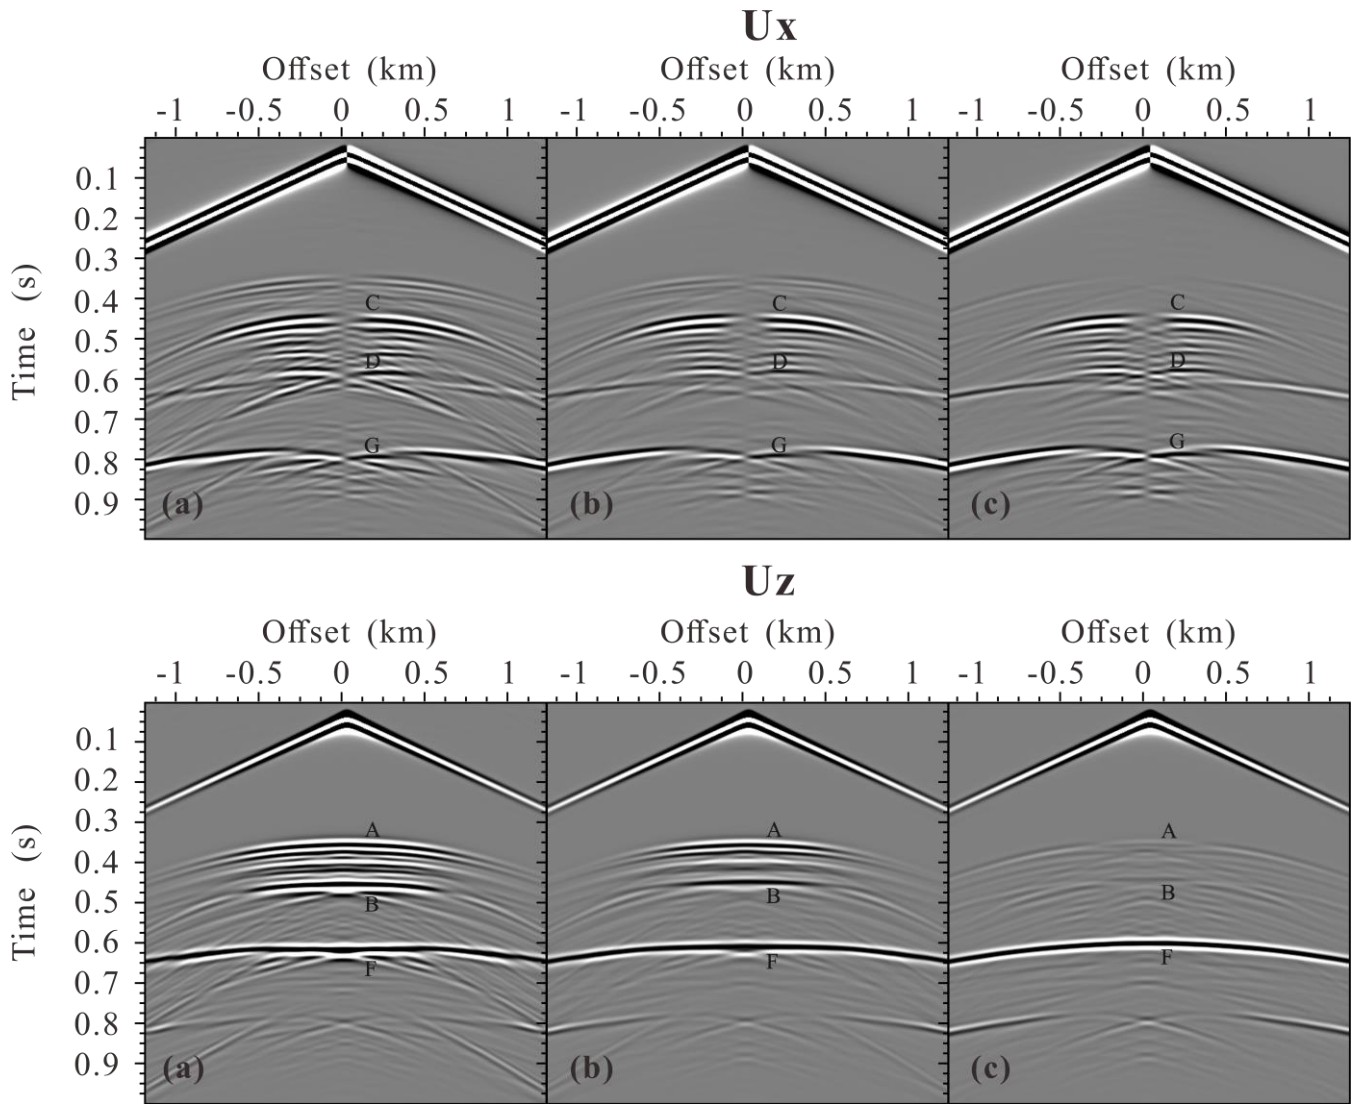 Ux
Offset (km) Offset (km) Offset (km)
-1 -0.5 0 0.5 1 -1 -0.5 0 0.5 1 -1 -0.5 0 0.5 1
Time (s)
0.1
0.2
0.3
0.4
0.5
0.6
0.7
0.8
0.9
C C C
D D D
G G G
(a) (b) (c)
Uz
Offset (km) Offset (km) Offset (km)
-1 -0.5 0 0.5 1 -1 -0.5 0 0.5 1 -1 -0.5 0 0.5 1
Time (s)
0.1
0.2
0.3
0.4
0.5
0.6
0.7
0.8
0.9
A A A
B B B
F F F
(a) (b) (c)